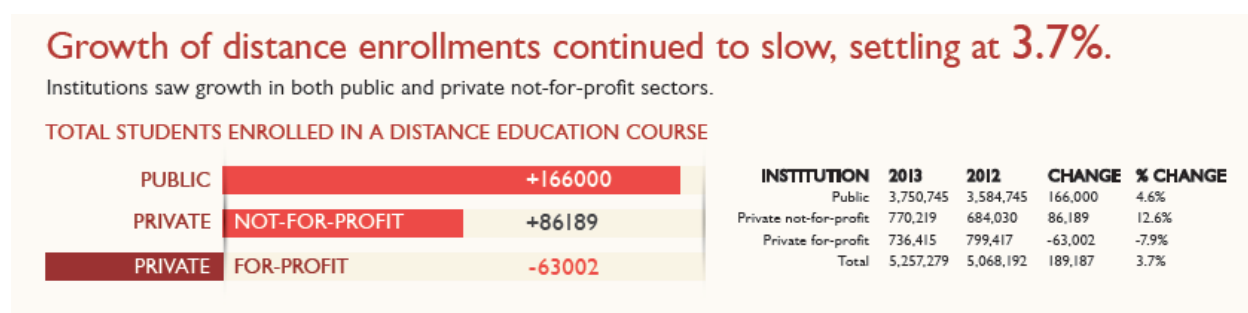 Growth of distance enrollments continued to slow, settling at 3.7%.
Institutions saw growth in both public and private not-for-profit sectors.
TOTAL STUDENTS ENROLLED IN A DISTANCE EDUCATION COURSE
PUBLIC +166000
PRIVATE NOT-FOR-PROFIT +86189
PRIVATE FOR-PROFIT -63002
INSTITUTION 2013 2012 CHANGE % CHANGE
Public 3,750,745 3,584,745 166,000 4.6%
Private not-for-profit 770,219 684,030 86,189 12.6%
Private for-profit 736,415 799,417 -63,002 -7.9%
Total 5,257,279 5,068,192 189,187 3.7%